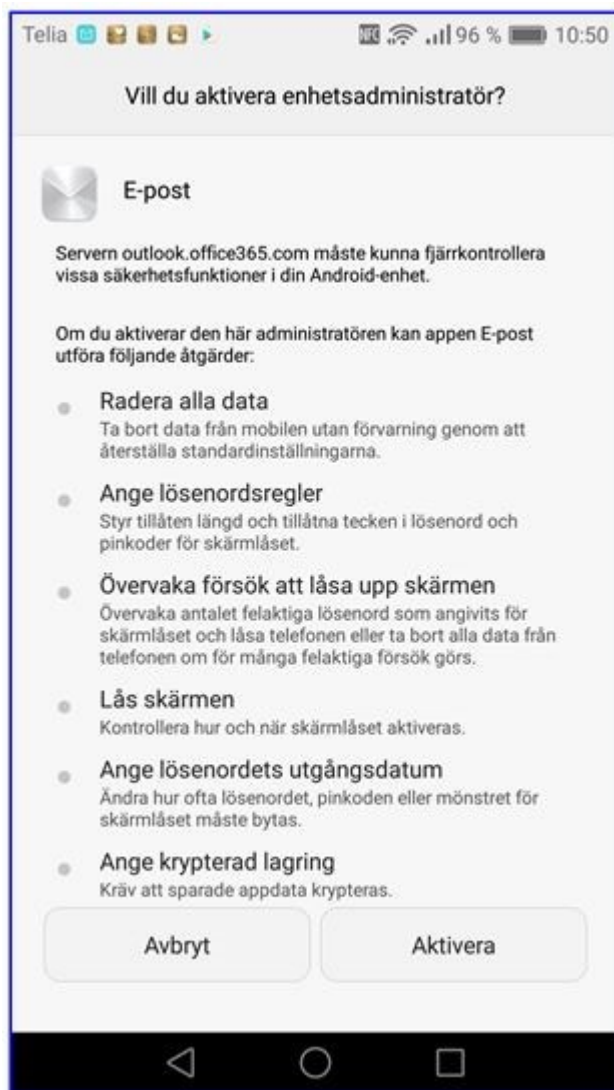 Telia NFC 96 % 10:50
Vill du aktivera enhetsadministratör?
E-post
Servern outlook.office365.com måste kunna fjärrkontrollera
vissa säkerhetsfunktioner i din Android-enhet.
Om du aktiverar den här administratören kan appen E-post
utföra följande åtgärder:
Radera alla data
Ta bort data från mobilen utan förvarning genom att
återställa standardinställningarna.
Ange lösenordsregler
Styr tillåten längd och tillåtna tecken i lösenord och
pinkoder för skärmlåset.
Övervaka försök att låsa upp skärmen
Övervaka antalet felaktiga lösenord som angivits för
skärmlåset och låsa telefonen eller ta bort alla data från
telefonen om för många felaktiga försök görs.
Lås skärmen
Kontrollera hur och när skärmlåset aktiveras.
Ange lösenordets utgångsdatum
Ändra hur ofta lösenordet, pinkoden eller mönstret för
skärmlåset måste bytas.
Ange krypterad lagring
Kräv att sparade appdata krypteras.
Avbryt Aktivera